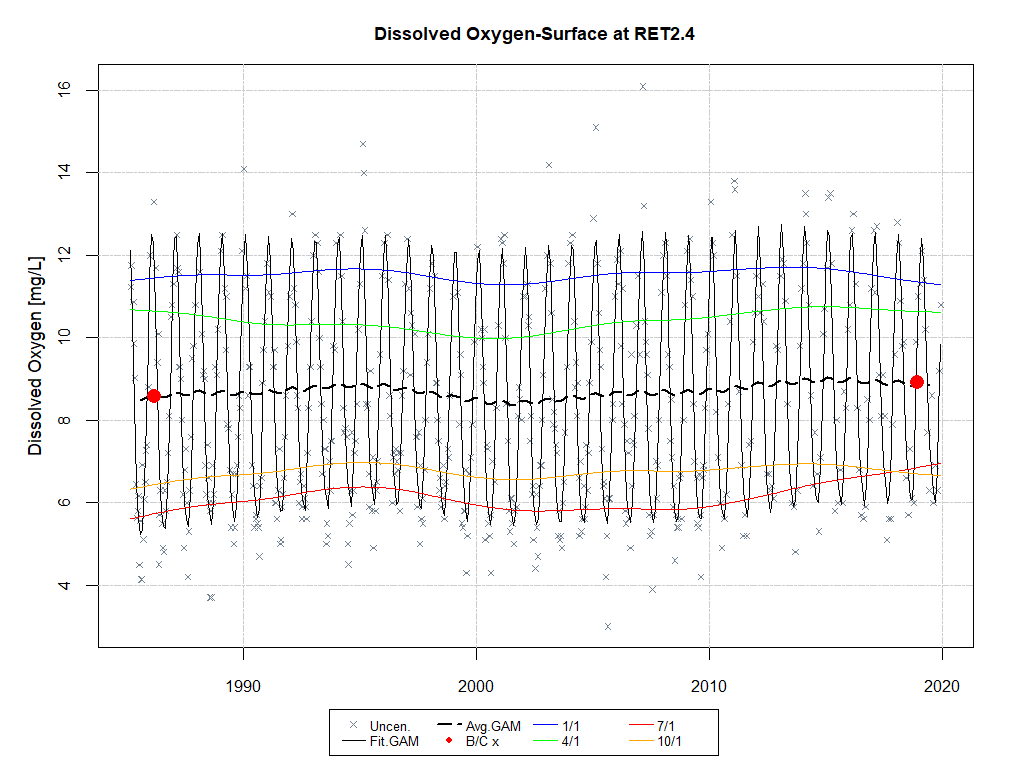 Dissolved Oxygen-Surface at RET2.4
Dissolved Oxygen [mg/L]
16
14
12
10
8
6
4
1990 2000 2010 2020
Uncen. Avg.GAM 1/1 7/1
Fit.GAM B/C x 4/1 10/1